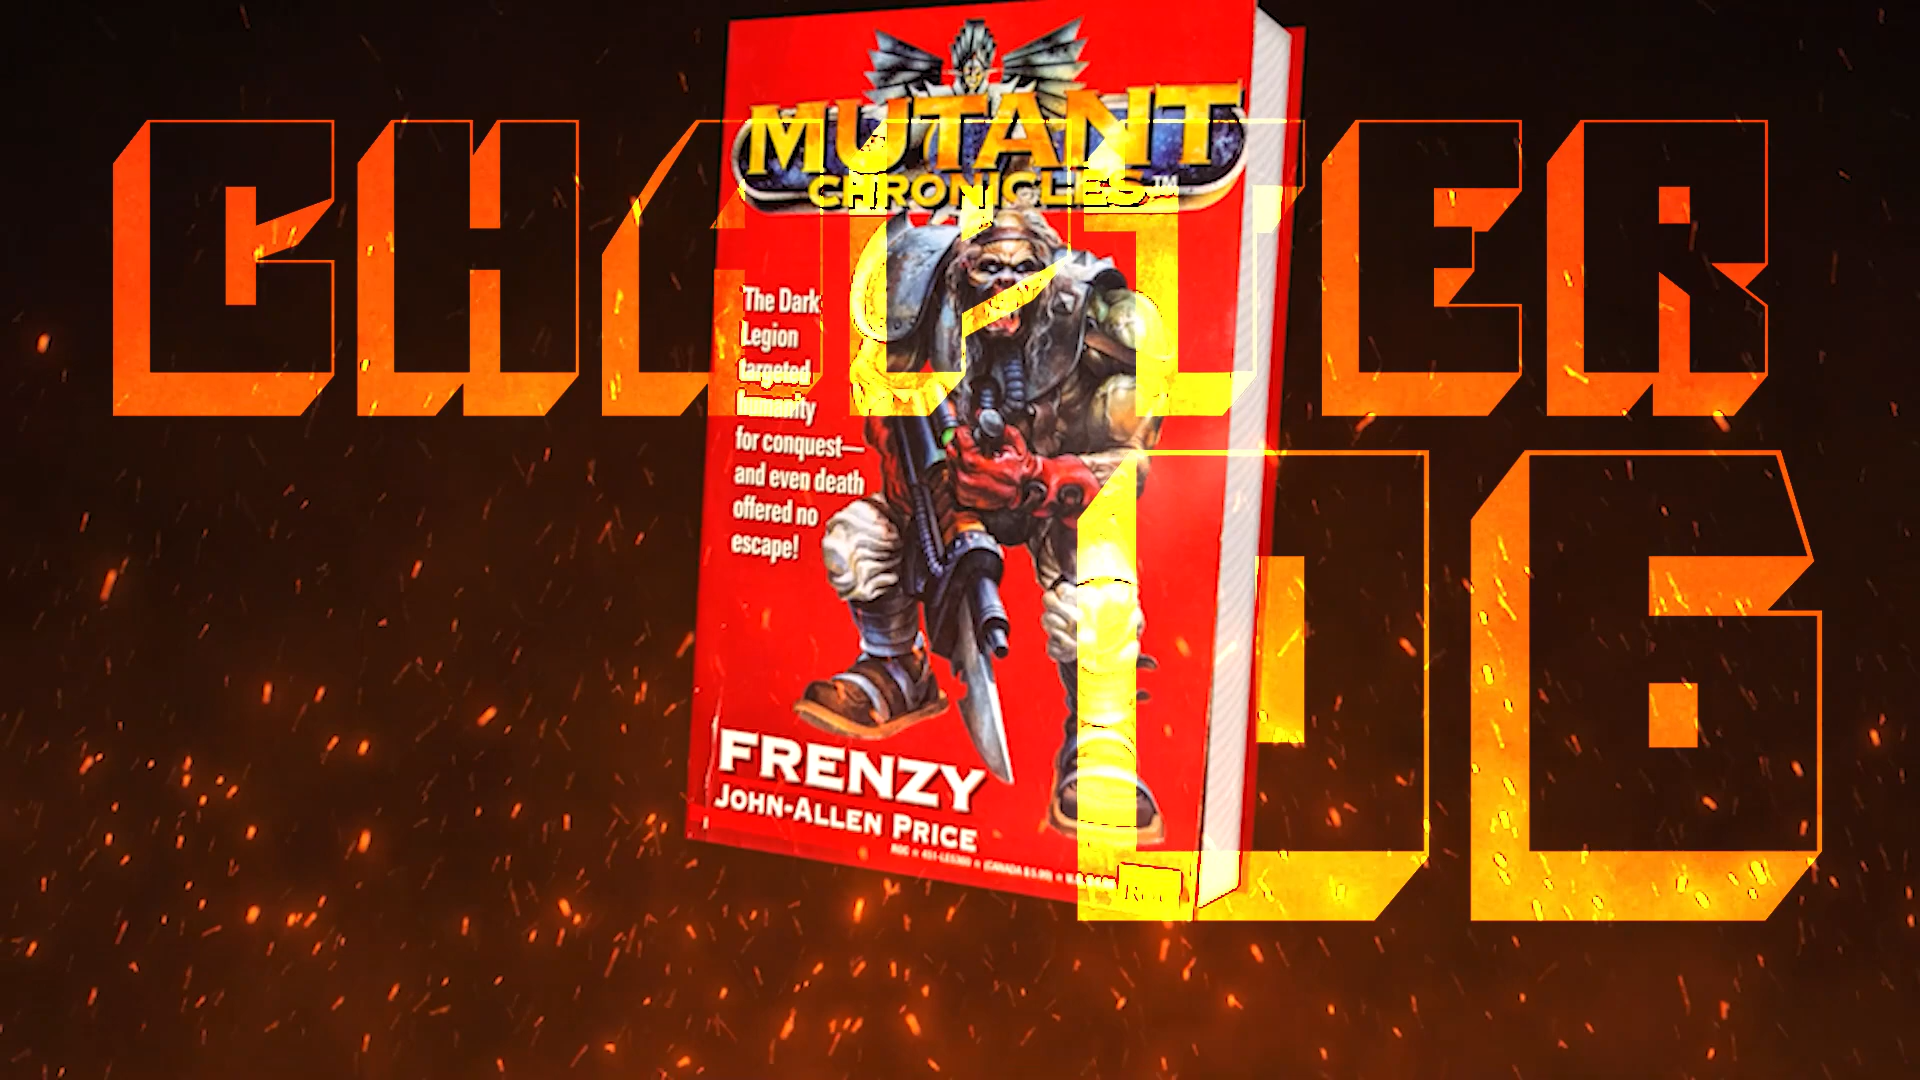 CHAPTER
06
MUTANT
CHRONICLES™
The Dark
Legion
targeted
humanity
for conquest—
and even death
offered no
escape!
FRENZY
JOHN-ALLEN PRICE